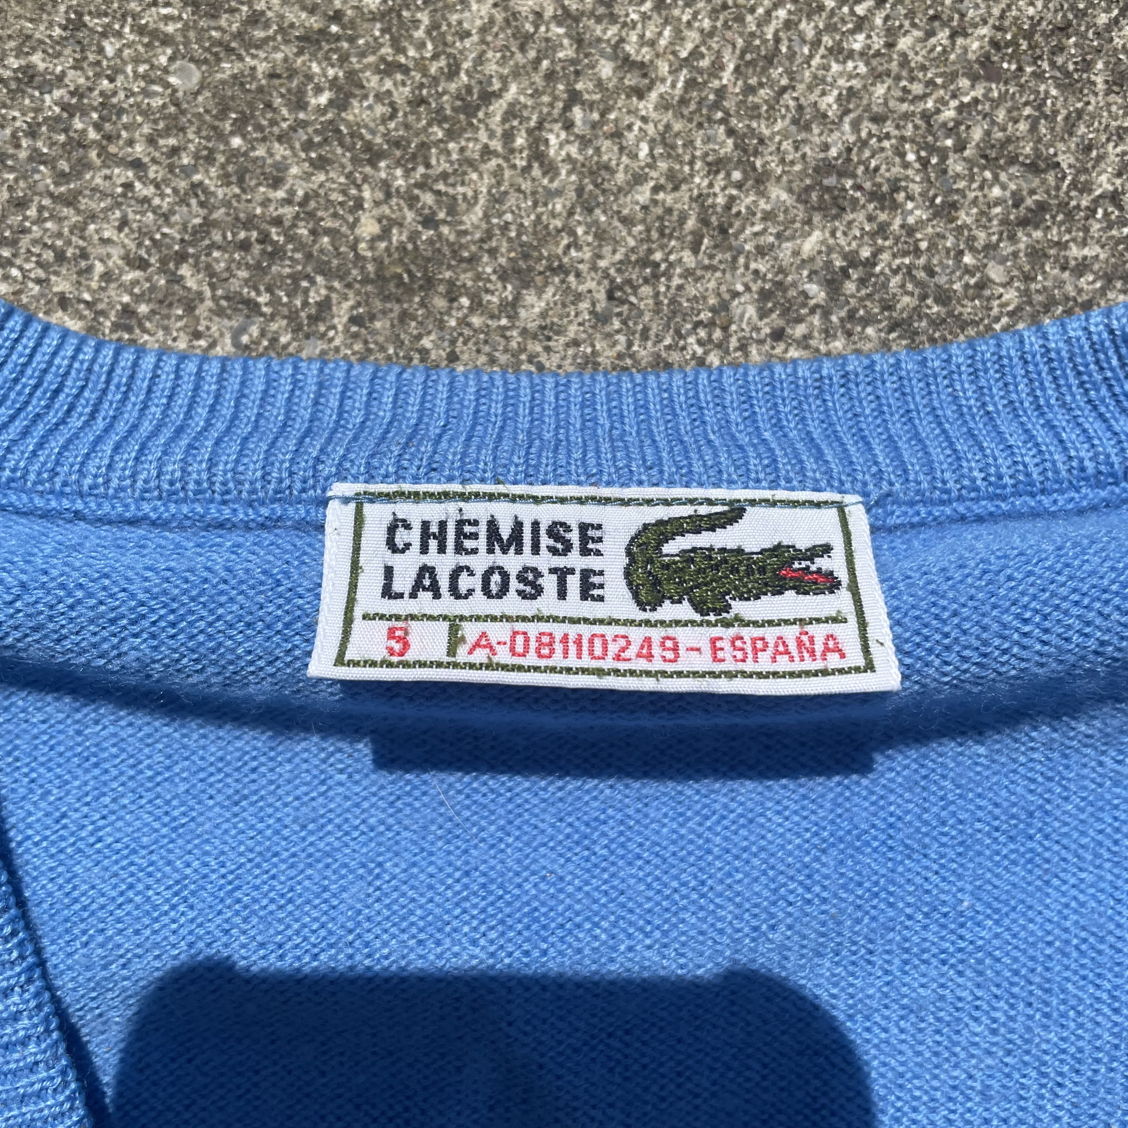 CHEMISE
LACOSTE
5 A-08110249-ESPAÑA